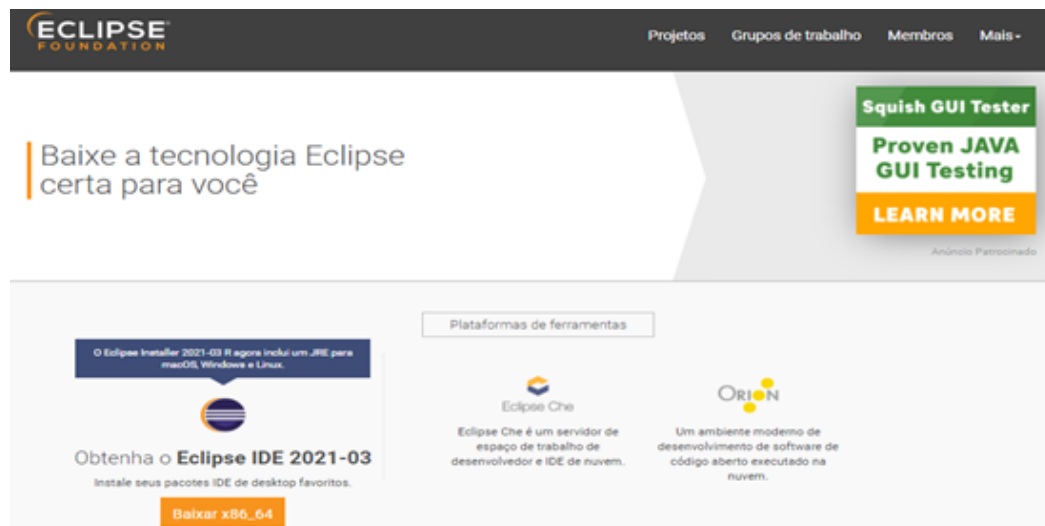 ECLIPSE
FOUNDATION
Projetos Grupos de trabalho Membros Mais
Baixe a tecnologia Eclipse
certa para você
Squish GUI Tester
Proven JAVA
GUI Testing
LEARN MORE
Anúncio Patrocinado
Plataformas de ferramentas
O Eclipse Installer 2021-03 R agora inclui um JRE para
macOS, Windows e Linux.
Obtenha o Eclipse IDE 2021-03
Instale seus pacotes IDE de desktop favoritos.
Baixar x86_64
Eclipse Che
Eclipse Che é um servidor de
espaço de trabalho de
desenvolvedor e IDE de nuvem.
ORION
Um ambiente moderno de
desenvolvimento de software de
código aberto executado na
nuvem.